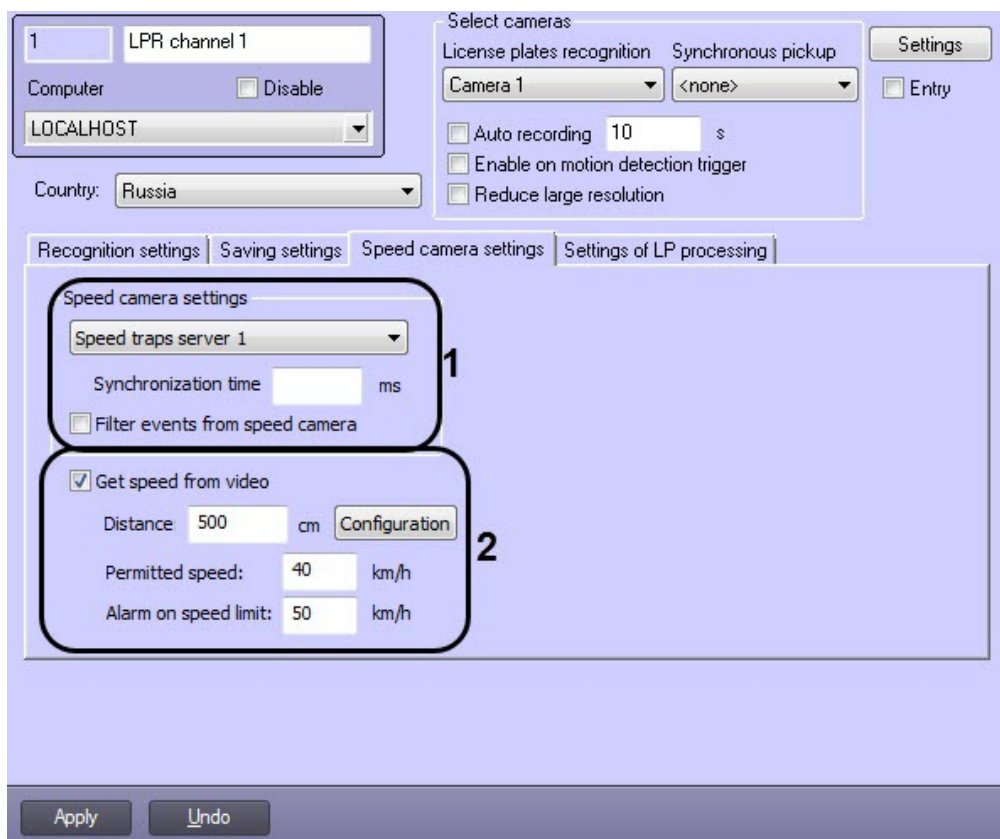 1 LPR channel 1
Computer Disable
LOCALHOST
Country: Russia
Select cameras
License plates recognition Synchronous pickup
Camera 1 <none>
Auto recording 10 s
Enable on motion detection trigger
Reduce large resolution
Settings
Entry
Recognition settings Saving settings Speed camera settings Settings of LP processing
Speed camera settings
Speed traps server 1
Synchronization time ms
Filter events from speed camera
1
Get speed from video
Distance 500 cm Configuration
Permitted speed: 40 km/h
Alarm on speed limit: 50 km/h
2
Apply Undo